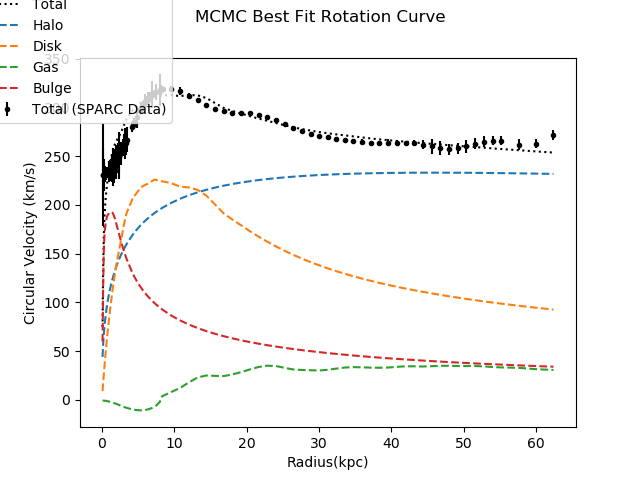 MCMC Best Fit Rotation Curve
Total
Halo
Disk
Gas
Bulge
Total (SPARC Data)
350
250
200
150
100
50
0
Circular Velocity (km/s)
0 10 20 30 40 50 60
Radius(kpc)